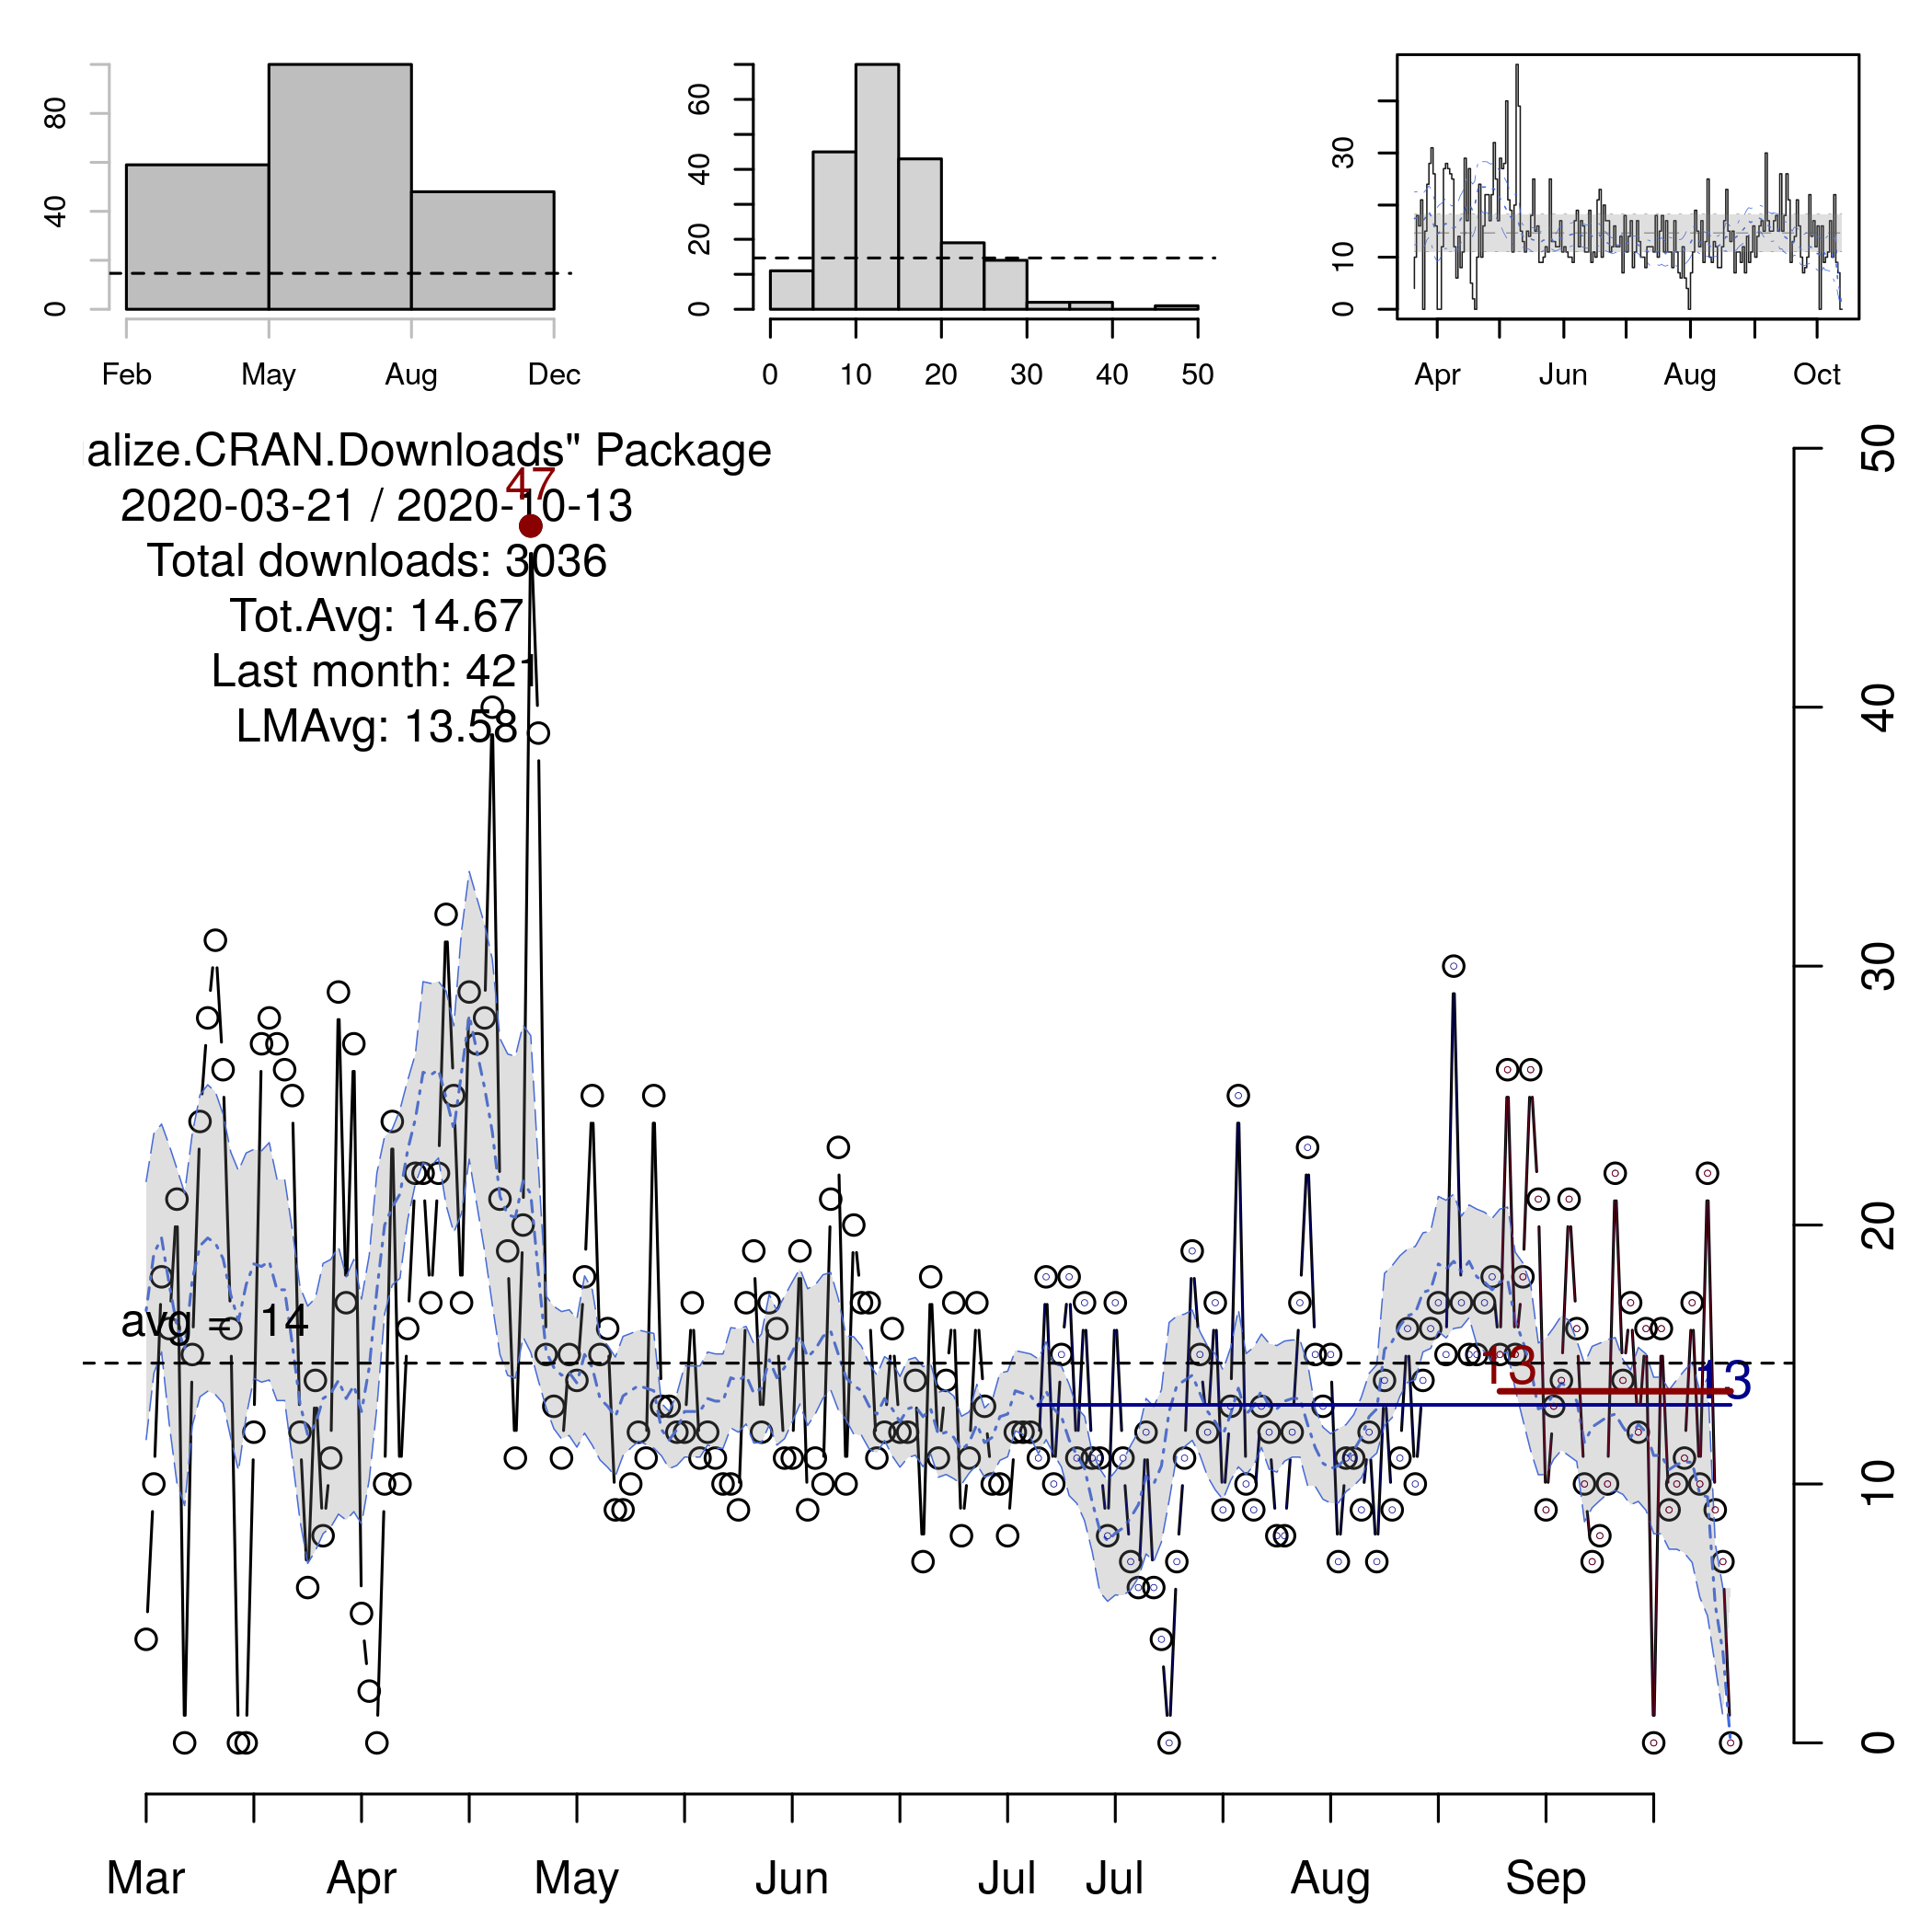 80
40
0
Feb May Aug Dec
60
40
20
0
0 10 20 30 40 50
30
10
0
Apr Jun Aug Oct
alize.CRAN.Downloads" Package
2020-03-21 / 2020-10-13
Total downloads: 3036
Tot.Avg: 14.67
Last month: 421
LMAvg: 13.58
47
avg = 14
13
13
50
40
30
20
10
0
Mar Apr May Jun Jul Jul Aug Sep